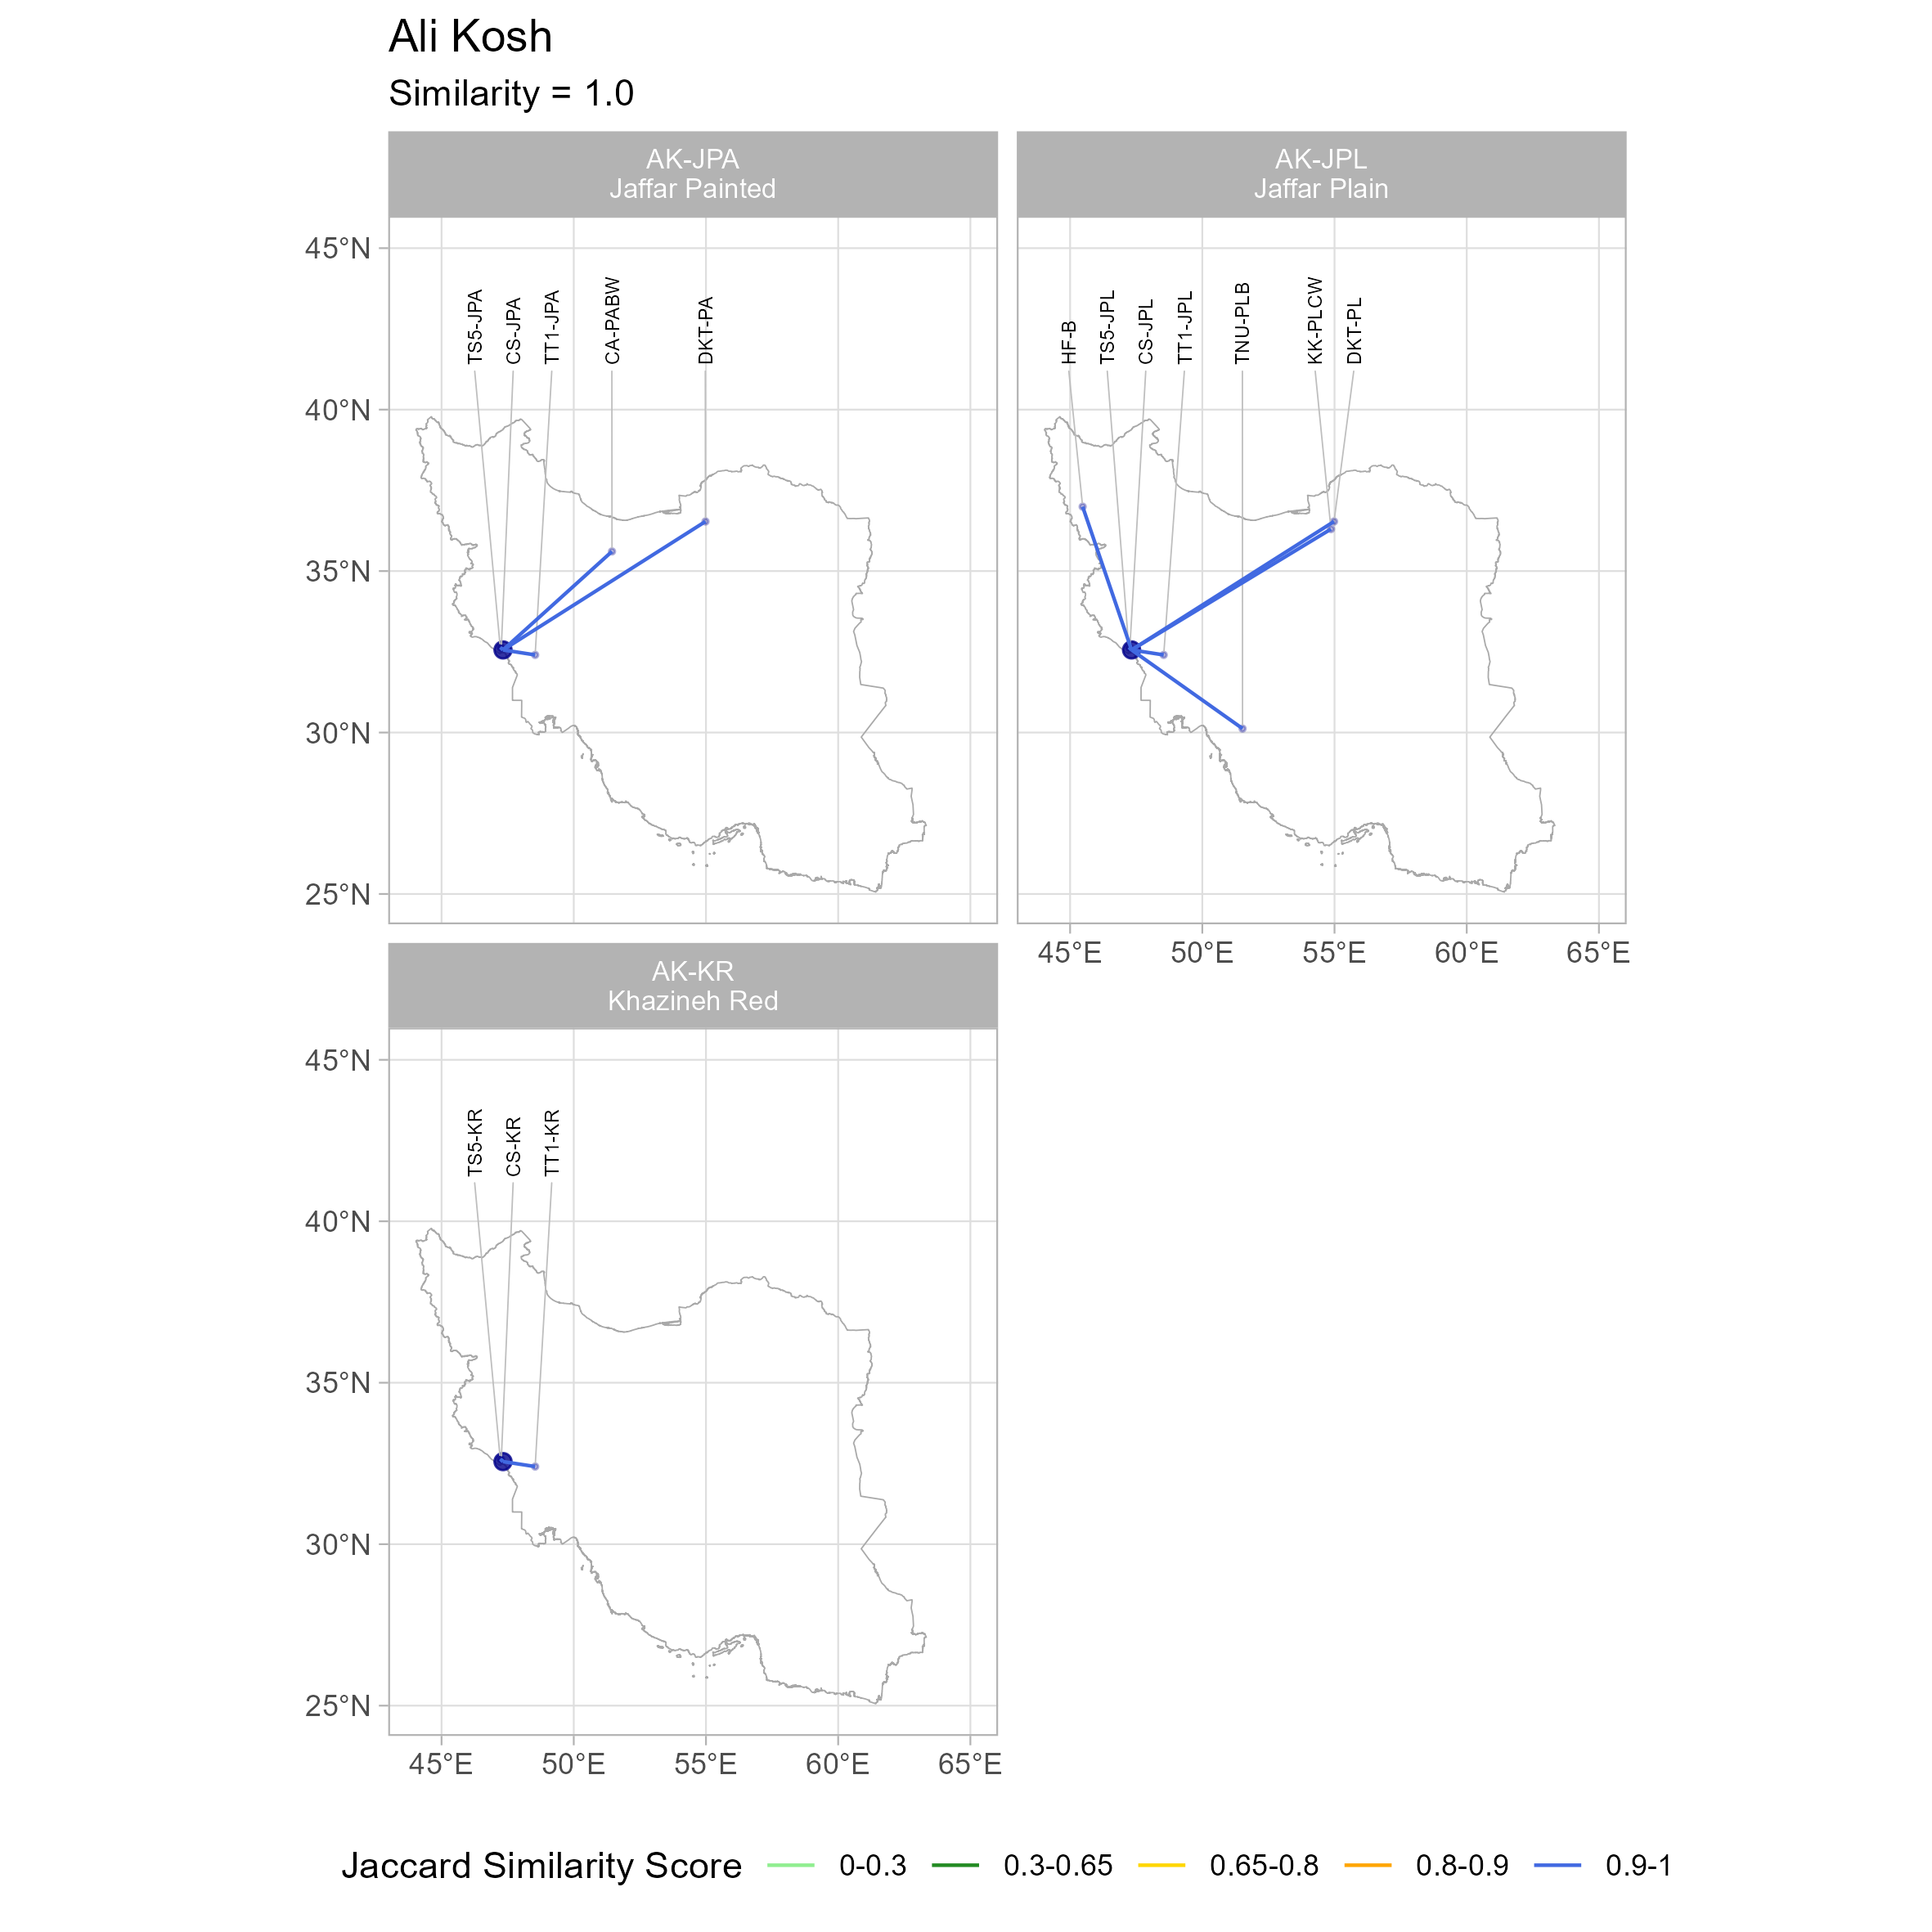 Ali Kosh
Similarity = 1.0
AK-JPA
Jaffar Painted
AK-JPL
Jaffar Plain
45°N
40°N
35°N
30°N
25°N
TS5-JPA
CS-JPA
TT1-JPA
CA-PABW
DKT-PA
HF-B
TS5-JPL
CS-JPL
TT1-JPL
TNU-PLB
KK-PLCW
DKT-PL
45°E
50°E
55°E
60°E
65°E
AK-KR
Khazineh Red
45°N
40°N
35°N
30°N
25°N
TS5-KR
CS-KR
TT1-KR
45°E
50°E
55°E
60°E
65°E
Jaccard Similarity Score 0-0.3 0.3-0.65 0.65-0.8 0.8-0.9 0.9-1